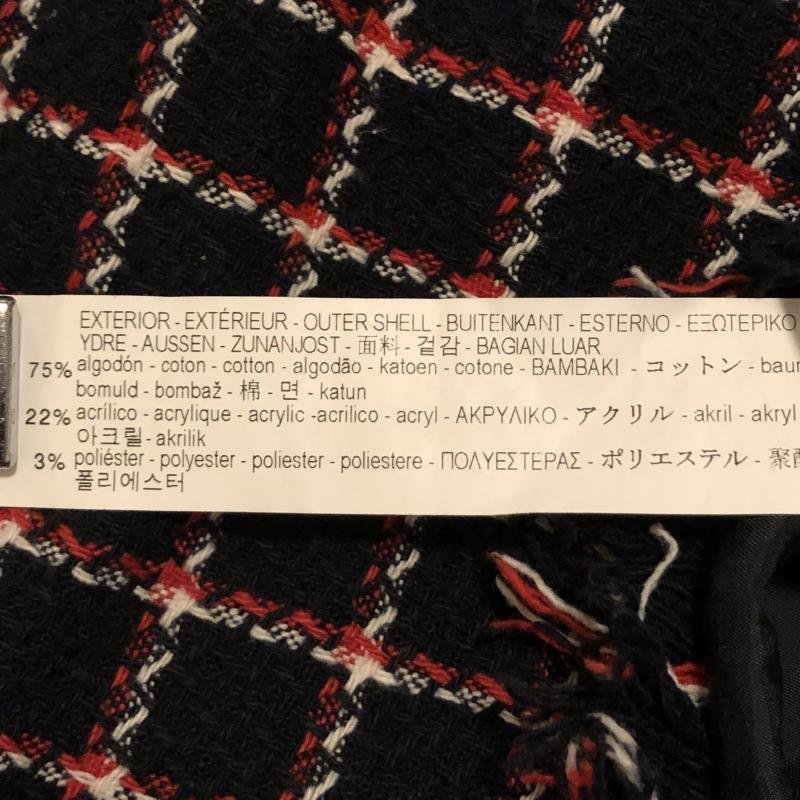 EXTERIOR - EXTÉRIEUR - OUTER SHELL - BUITENKANT - ESTERNO - ΕΞΩΤΕΡΙΚΟ
YDRE - AUSSEN - ZUNANJOST - 面料 - 겉감 - BAGIAN LUAR
75% algodón - coton - cotton - algodão - katoen - cotone - ΒΑΜΒΑΚΙ - コットン -
bomuld - bombaž - 棉 - 면 - katun
22% acrílico - acrylique - acrylic -acrilico - acryl - ΑΚΡΥΛΙΚΟ - アクリル - akril - akryl
아크릴 - akrilik
3% poliéster - polyester - poliester - poliestere - ΠΟΛΥΕΣΤΕΡΑΣ - ポリエステル - 聚
폴리에스터